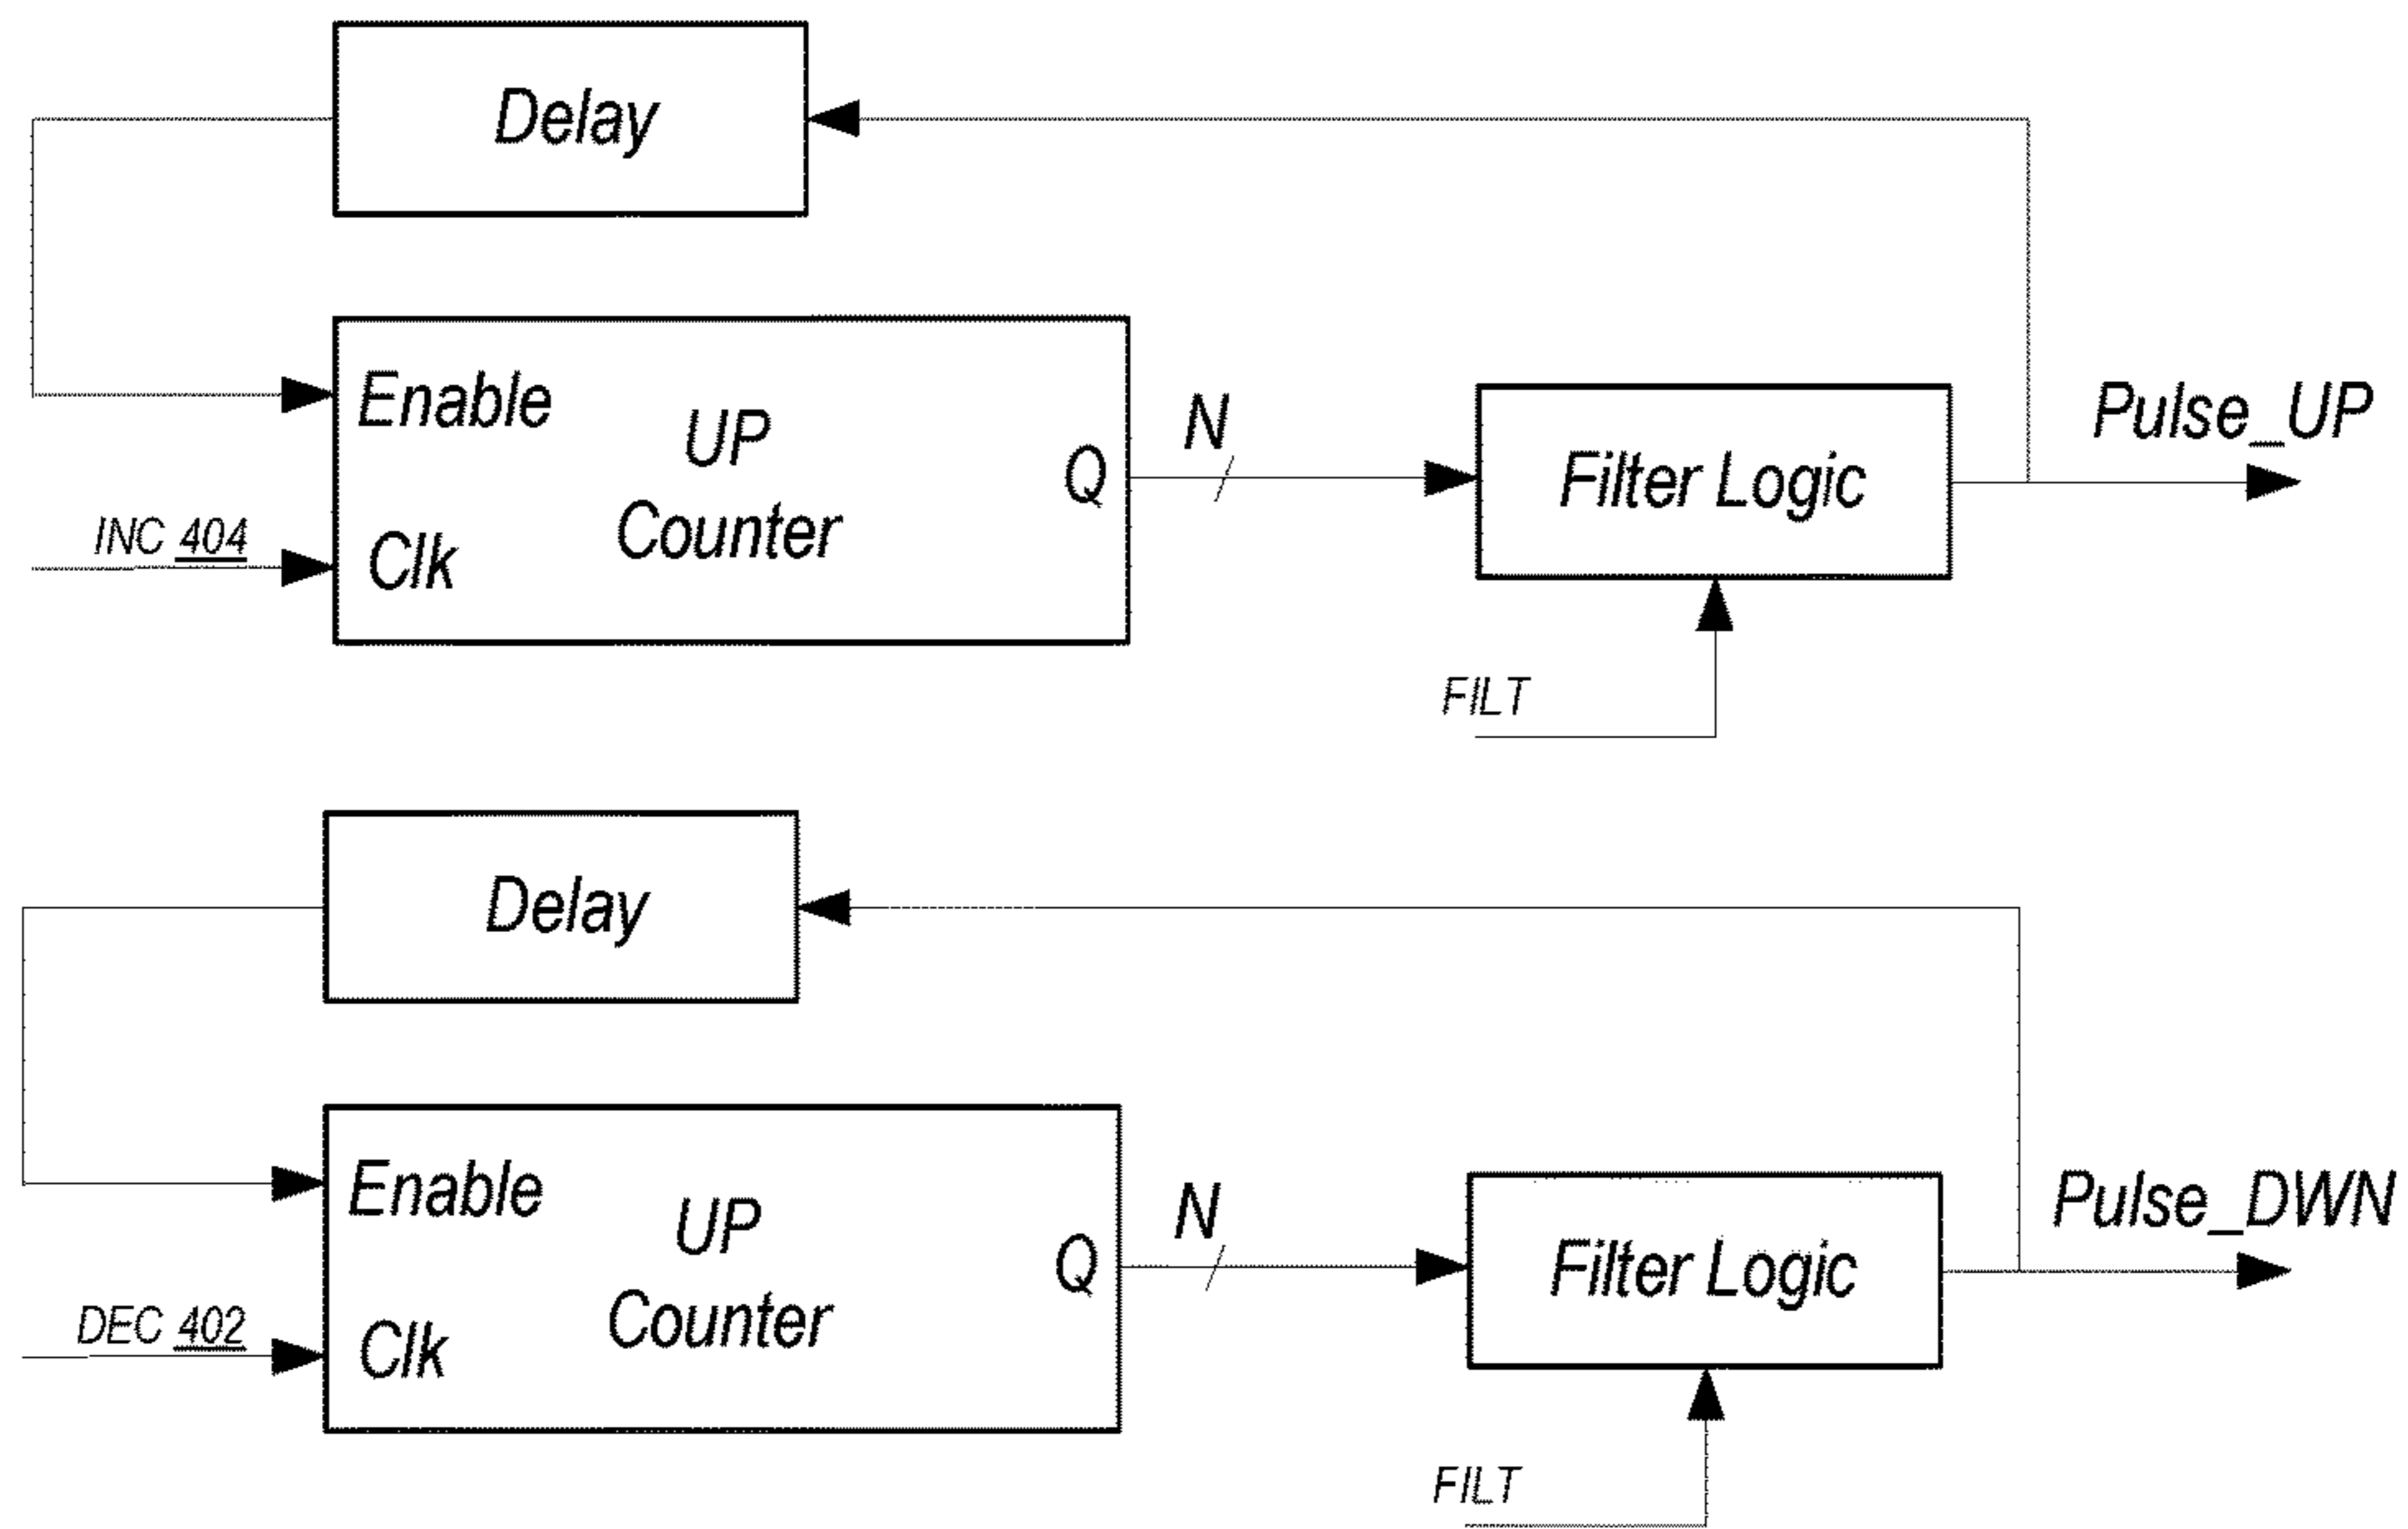 Delay
Enable
UP
Counter
Q
INC 404
Clk
N
Filter Logic
Pulse_UP
FILT
Delay
Enable
UP
Counter
Q
DEC 402
Clk
N
Filter Logic
Pulse_DWN
FILT